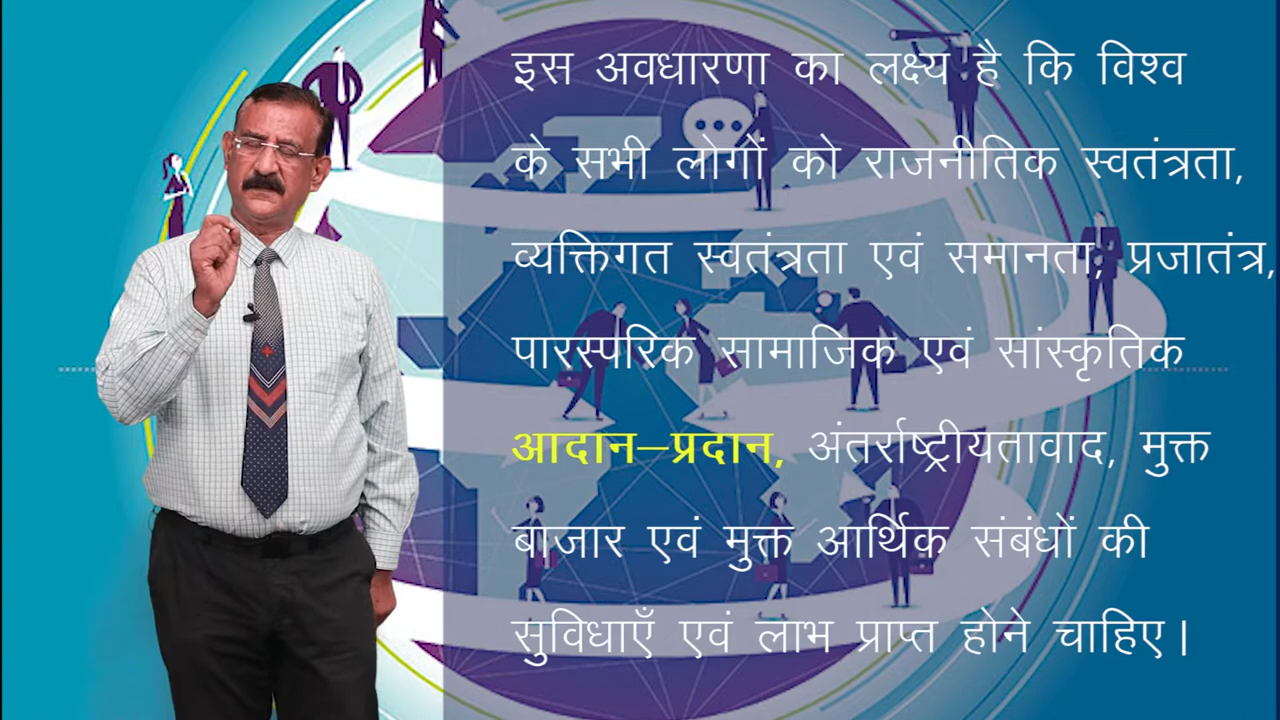 इस अवधारणा का लक्ष्य है कि विश्व
के सभी लोगों को राजनीतिक स्वतंत्रता,
व्यक्तिगत स्वतंत्रता एवं समानता, प्रजातंत्र,
पारस्परिक सामाजिक एवं सांस्कृतिक
आदान–प्रदान, अंतर्राष्ट्रीयतावाद, मुक्त
बाजार एवं मुक्त आर्थिक संबंधों की
सुविधाएँ एवं लाभ प्राप्त होने चाहिए।